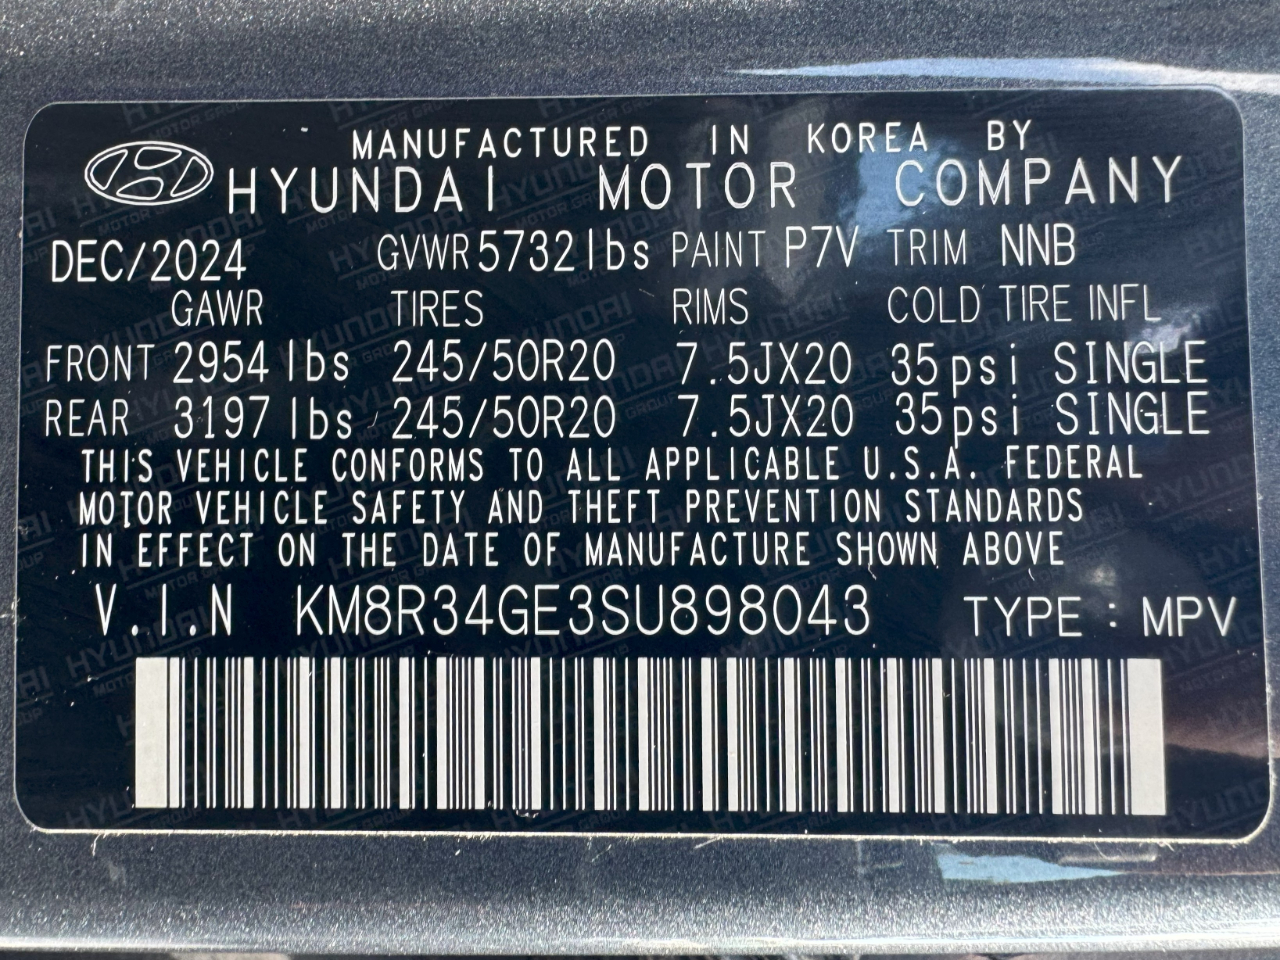 MANUFACTURED IN KOREA BY
HYUNDAI MOTOR COMPANY
DEC/2024 GVWR 5732lbs PAINT P7V TRIM NNB
GAWR TIRES RIMS COLD TIRE INFL
FRONT 2954 lbs 245/50R20 7.5JX20 35psi SINGLE
REAR 3197 lbs 245/50R20 7.5JX20 35psi SINGLE
THIS VEHICLE CONFORMS TO ALL APPLICABLE U.S.A. FEDERAL
MOTOR VEHICLE SAFETY AND THEFT PREVENTION STANDARDS
IN EFFECT ON THE DATE OF MANUFACTURE SHOWN ABOVE
V.I.N KM8R34GE3SU898043 TYPE : MPV